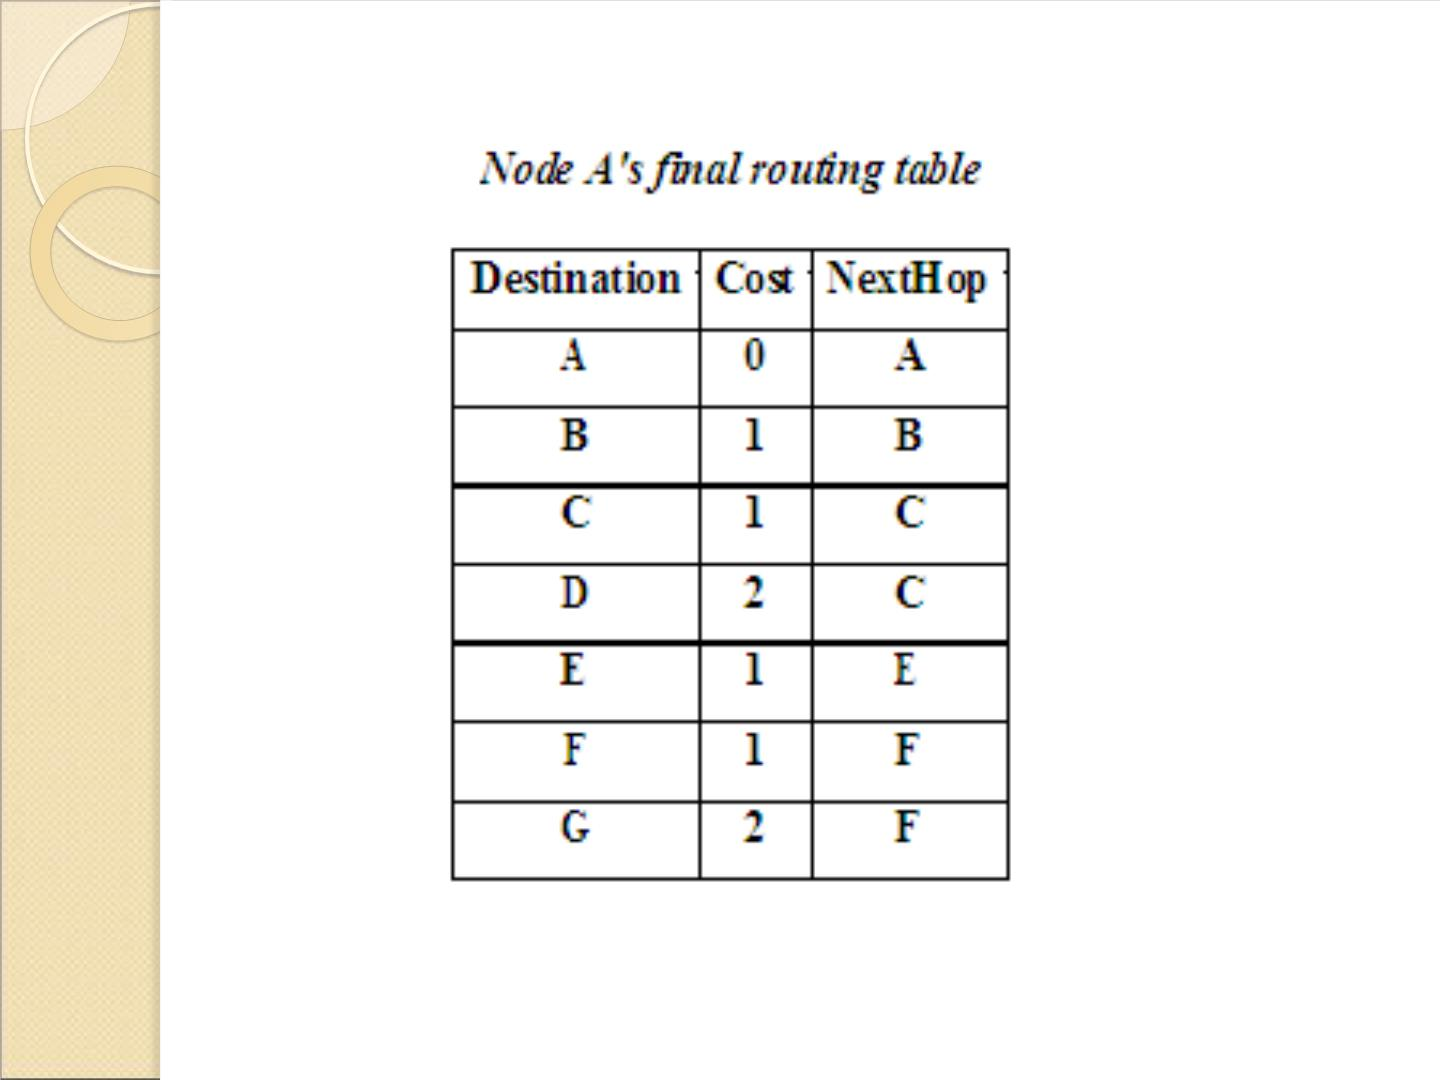 Node A's final routing table
Destination Cost NextHop
A 0 A
B 1 B
C 1 C
D 2 C
E 1 E
F 1 F
G 2 F